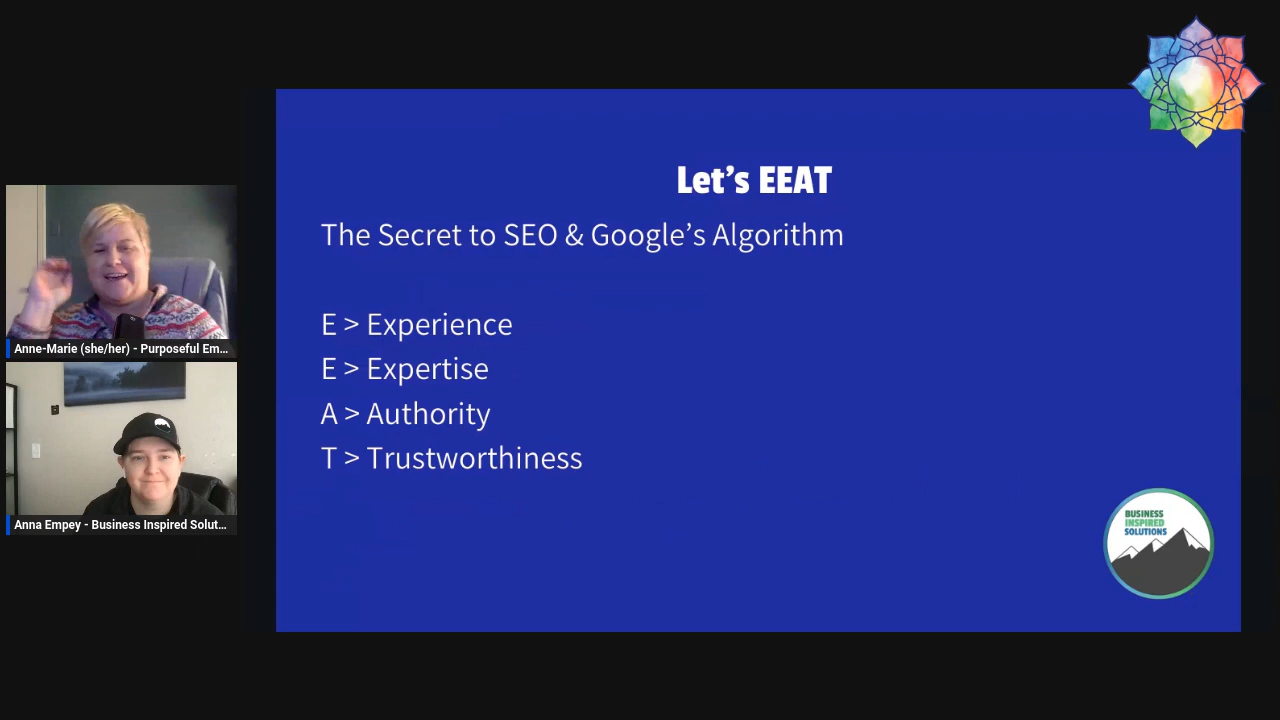 Let's EEAT
The Secret to SEO & Google's Algorithm
E > Experience
E > Expertise
A > Authority
T > Trustworthiness
BUSINESS
INSPIRED
SOLUTIONS
Anne-Marie (she/her) - Purposeful Em...
Anna Empey - Business Inspired Solut...